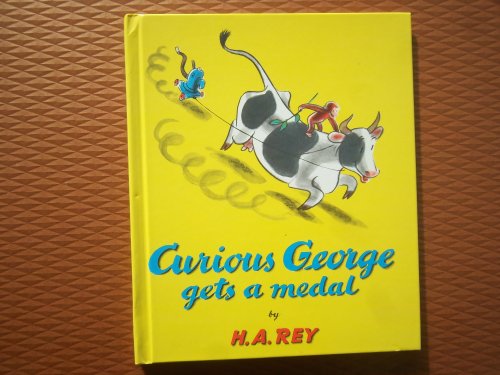 Curious George
gets a medal
by
H.A.REY